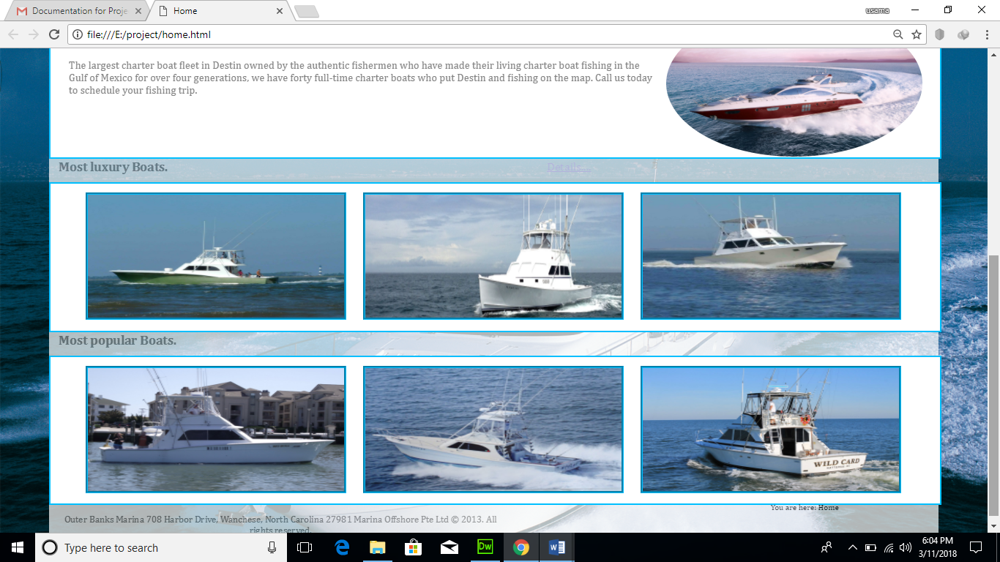 Documentation for Proje
Home
usama
file:///E:/project/home.html
The largest charter boat fleet in Destin owned by the authentic fishermen who have made their living charter boat fishing in the
Gulf of Mexico for over four generations, we have forty full-time charter boats who put Destin and fishing on the map. Call us today
to schedule your fishing trip.
Most luxury Boats.
Details...
Most popular Boats.
WILD CARD
You are here: Home
Outer Banks Marina 708 Harbor Drive, Wanchese, North Carolina 27981 Marina Offshore Pte Ltd © 2013. All
rights reserved.
Type here to search
Dw
6:04 PM
3/11/2018